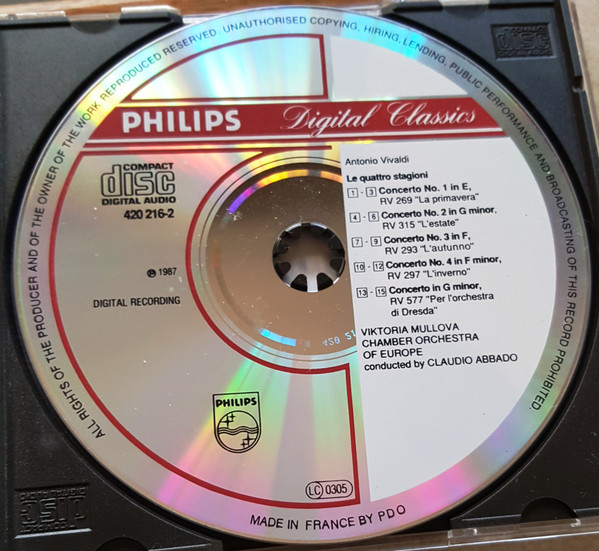 ALL RIGHTS OF THE PRODUCER AND OF THE OWNER OF THE WORK REPRODUCED RESERVED. UNAUTHORISED COPYING, HIRING, LENDING, PUBLIC PERFORMANCE AND BROADCASTING OF THIS RECORD PROHIBITED.
PHILIPS Digital Classics
COMPACT
disc
DIGITAL AUDIO
420 216-2
℗ 1987
DIGITAL RECORDING
PHILIPS
Antonio Vivaldi
Le quattro stagioni
1 - 3 Concerto No. 1 in E,
RV 269 "La primavera"
4 - 6 Concerto No. 2 in G minor,
RV 315 "L'estate"
7 - 9 Concerto No. 3 in F,
RV 293 "L'autunno"
10 - 12 Concerto No. 4 in F minor,
RV 297 "L'inverno"
13 - 15 Concerto in G minor,
RV 577 "Per l'orchestra
di Dresda"
VIKTORIA MULLOVA
CHAMBER ORCHESTRA
OF EUROPE
conducted by CLAUDIO ABBADO
LC 0305
MADE IN FRANCE BY PDO